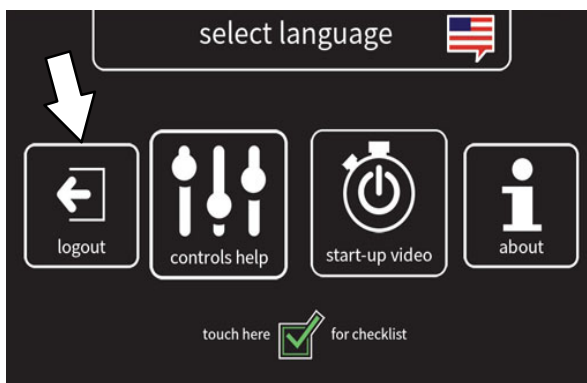 select language
logout
controls help
start-up video
about
touch here for checklist